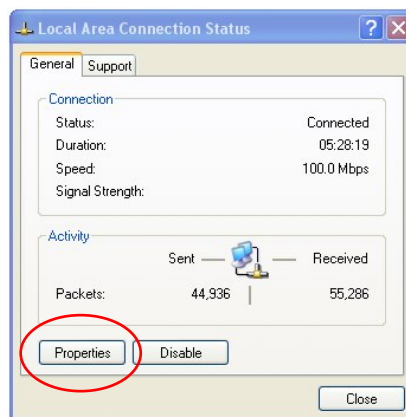 Local Area Connection Status
General Support
Connection
Status: Connected
Duration: 05:28:19
Speed: 100.0 Mbps
Signal Strength:
Activity
Sent Received
Packets: 44,936 55,286
Properties Disable
Close